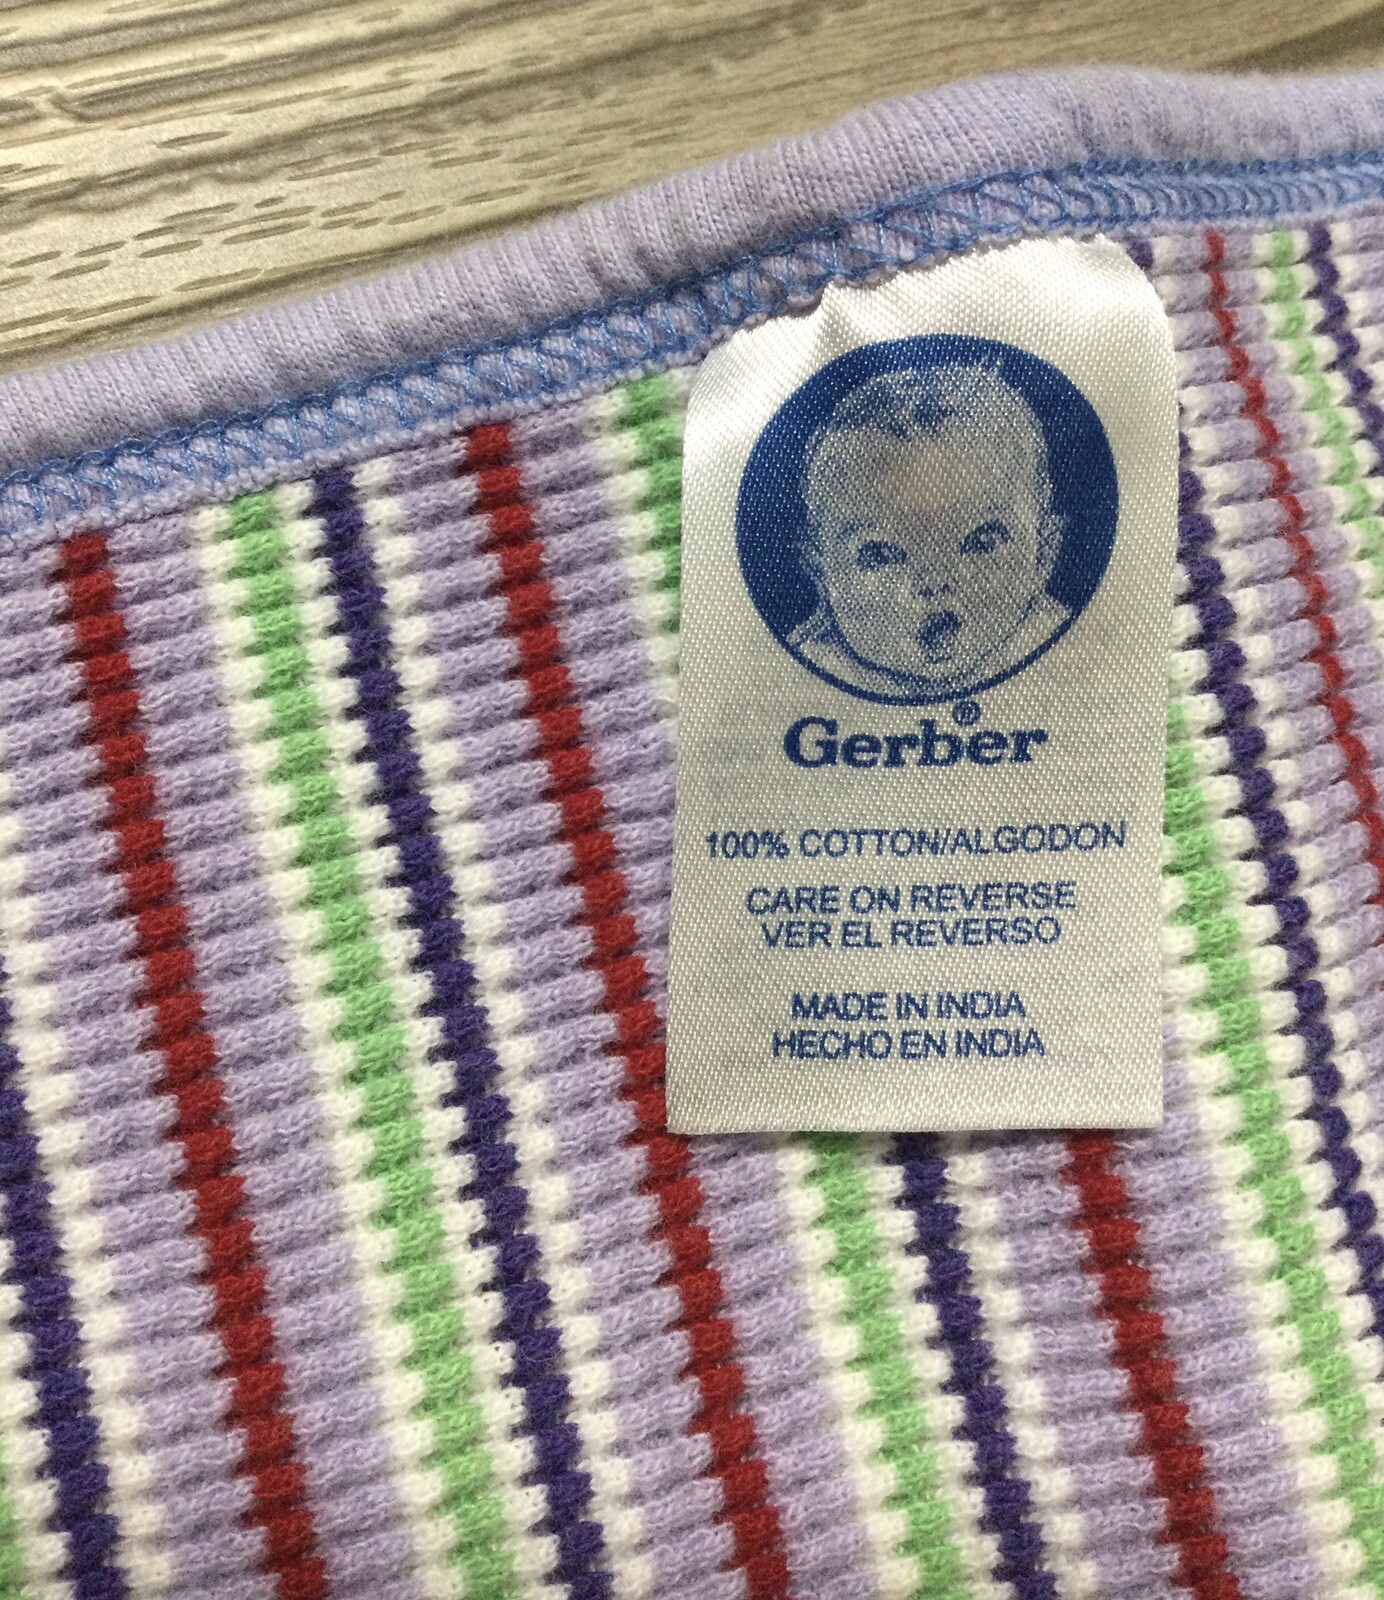 Gerber®
100% COTTON/ALGODON
CARE ON REVERSE
VER EL REVERSO
MADE IN INDIA
HECHO EN INDIA